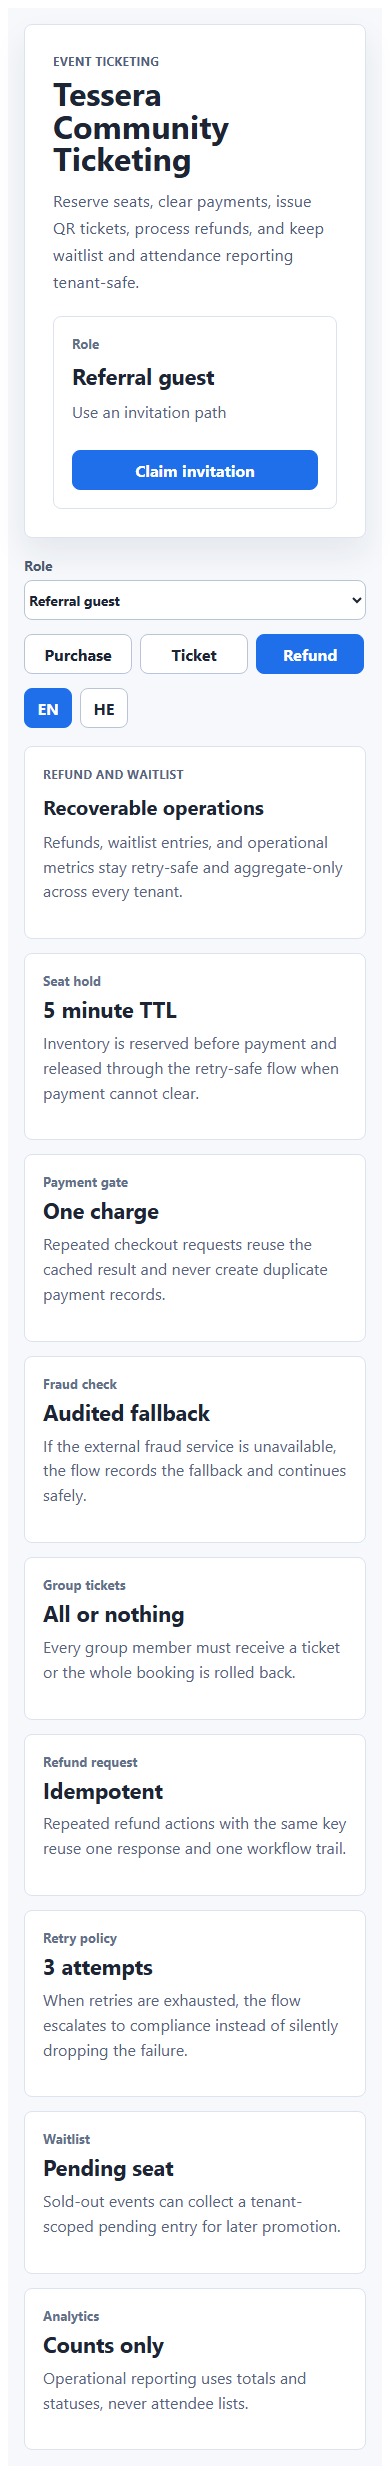 EVENT TICKETING
Tessera
Community
Ticketing
Reserve seats, clear payments, issue
QR tickets, process refunds, and keep
waitlist and attendance reporting
tenant-safe.
Role
Referral guest
Use an invitation path
Claim invitation
Role
Referral guest
Purchase Ticket Refund
EN HE
REFUND AND WAITLIST
Recoverable operations
Refunds, waitlist entries, and operational
metrics stay retry-safe and aggregate-only
across every tenant.
Seat hold
5 minute TTL
Inventory is reserved before payment and
released through the retry-safe flow when
payment cannot clear.
Payment gate
One charge
Repeated checkout requests reuse the
cached result and never create duplicate
payment records.
Fraud check
Audited fallback
If the external fraud service is unavailable,
the flow records the fallback and continues
safely.
Group tickets
All or nothing
Every group member must receive a ticket
or the whole booking is rolled back.
Refund request
Idempotent
Repeated refund actions with the same key
reuse one response and one workflow trail.
Retry policy
3 attempts
When retries are exhausted, the flow
escalates to compliance instead of silently
dropping the failure.
Waitlist
Pending seat
Sold-out events can collect a tenant-
scoped pending entry for later promotion.
Analytics
Counts only
Operational reporting uses totals and
statuses, never attendee lists.